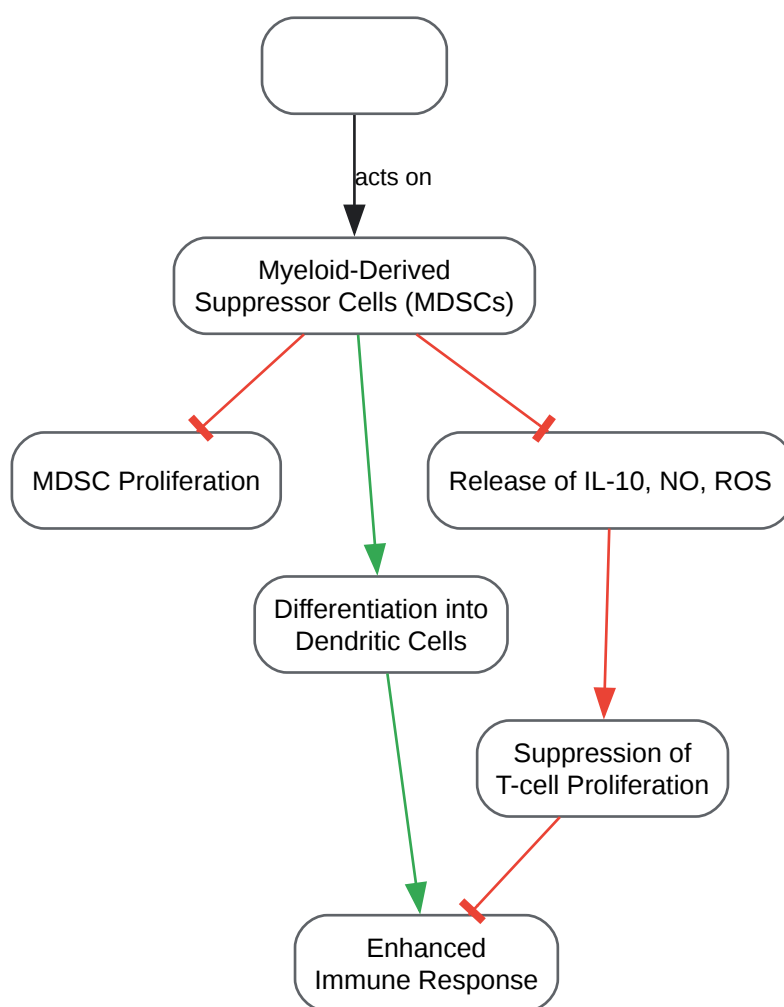 acts on
Myeloid-Derived
Suppressor Cells (MDSCs)
MDSC Proliferation
Release of IL-10, NO, ROS
Differentiation into
Dendritic Cells
Suppression of
T-cell Proliferation
Enhanced
Immune Response